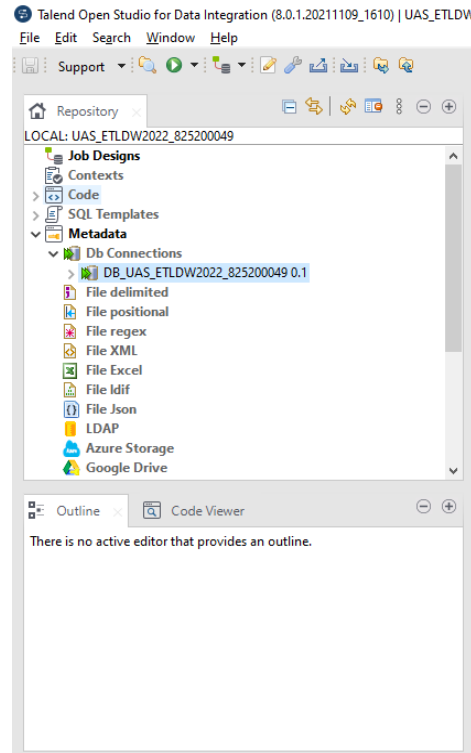 Talend Open Studio for Data Integration (8.0.1.20211109_1610) | UAS_ETLDW
File Edit Search Window Help
Support
Repository
LOCAL: UAS_ETLDW2022_825200049
Job Designs
Contexts
Code
SQL Templates
Metadata
Db Connections
DB_UAS_ETLDW2022_825200049 0.1
File delimited
File positional
File regex
File XML
File Excel
File ldif
File Json
LDAP
Azure Storage
Google Drive
Outline Code Viewer
There is no active editor that provides an outline.